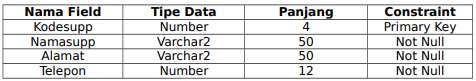 Nama Field Tipe Data Panjang Constraint
Kodesupp Number 4 Primary Key
Namasupp Varchar2 50 Not Null
Alamat Varchar2 50 Not Null
Telepon Number 12 Not Null